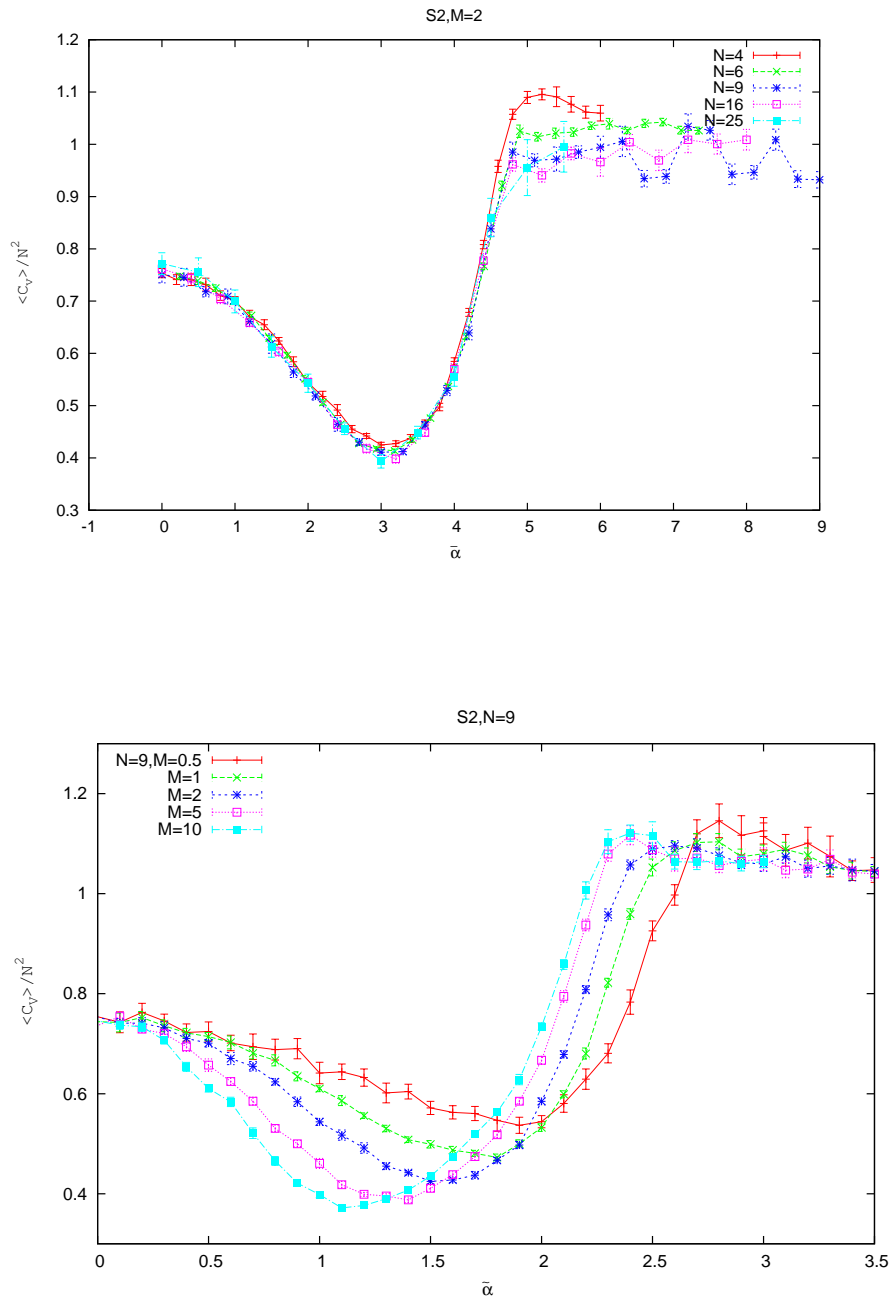 S2,M=2
1.2
1.1
1
0.9
0.8
0.7
0.6
0.5
0.4
0.3
<C_v>/N^2
N=4
N=6
N=9
N=16
N=25
-1 0 1 2 3 4 5 6 7 8 9
ᾱ
S2,N=9
1.2
1
0.8
0.6
0.4
<C_V>/N^2
N=9,M=0.5
M=1
M=2
M=5
M=10
0 0.5 1 1.5 2 2.5 3 3.5
ᾱ